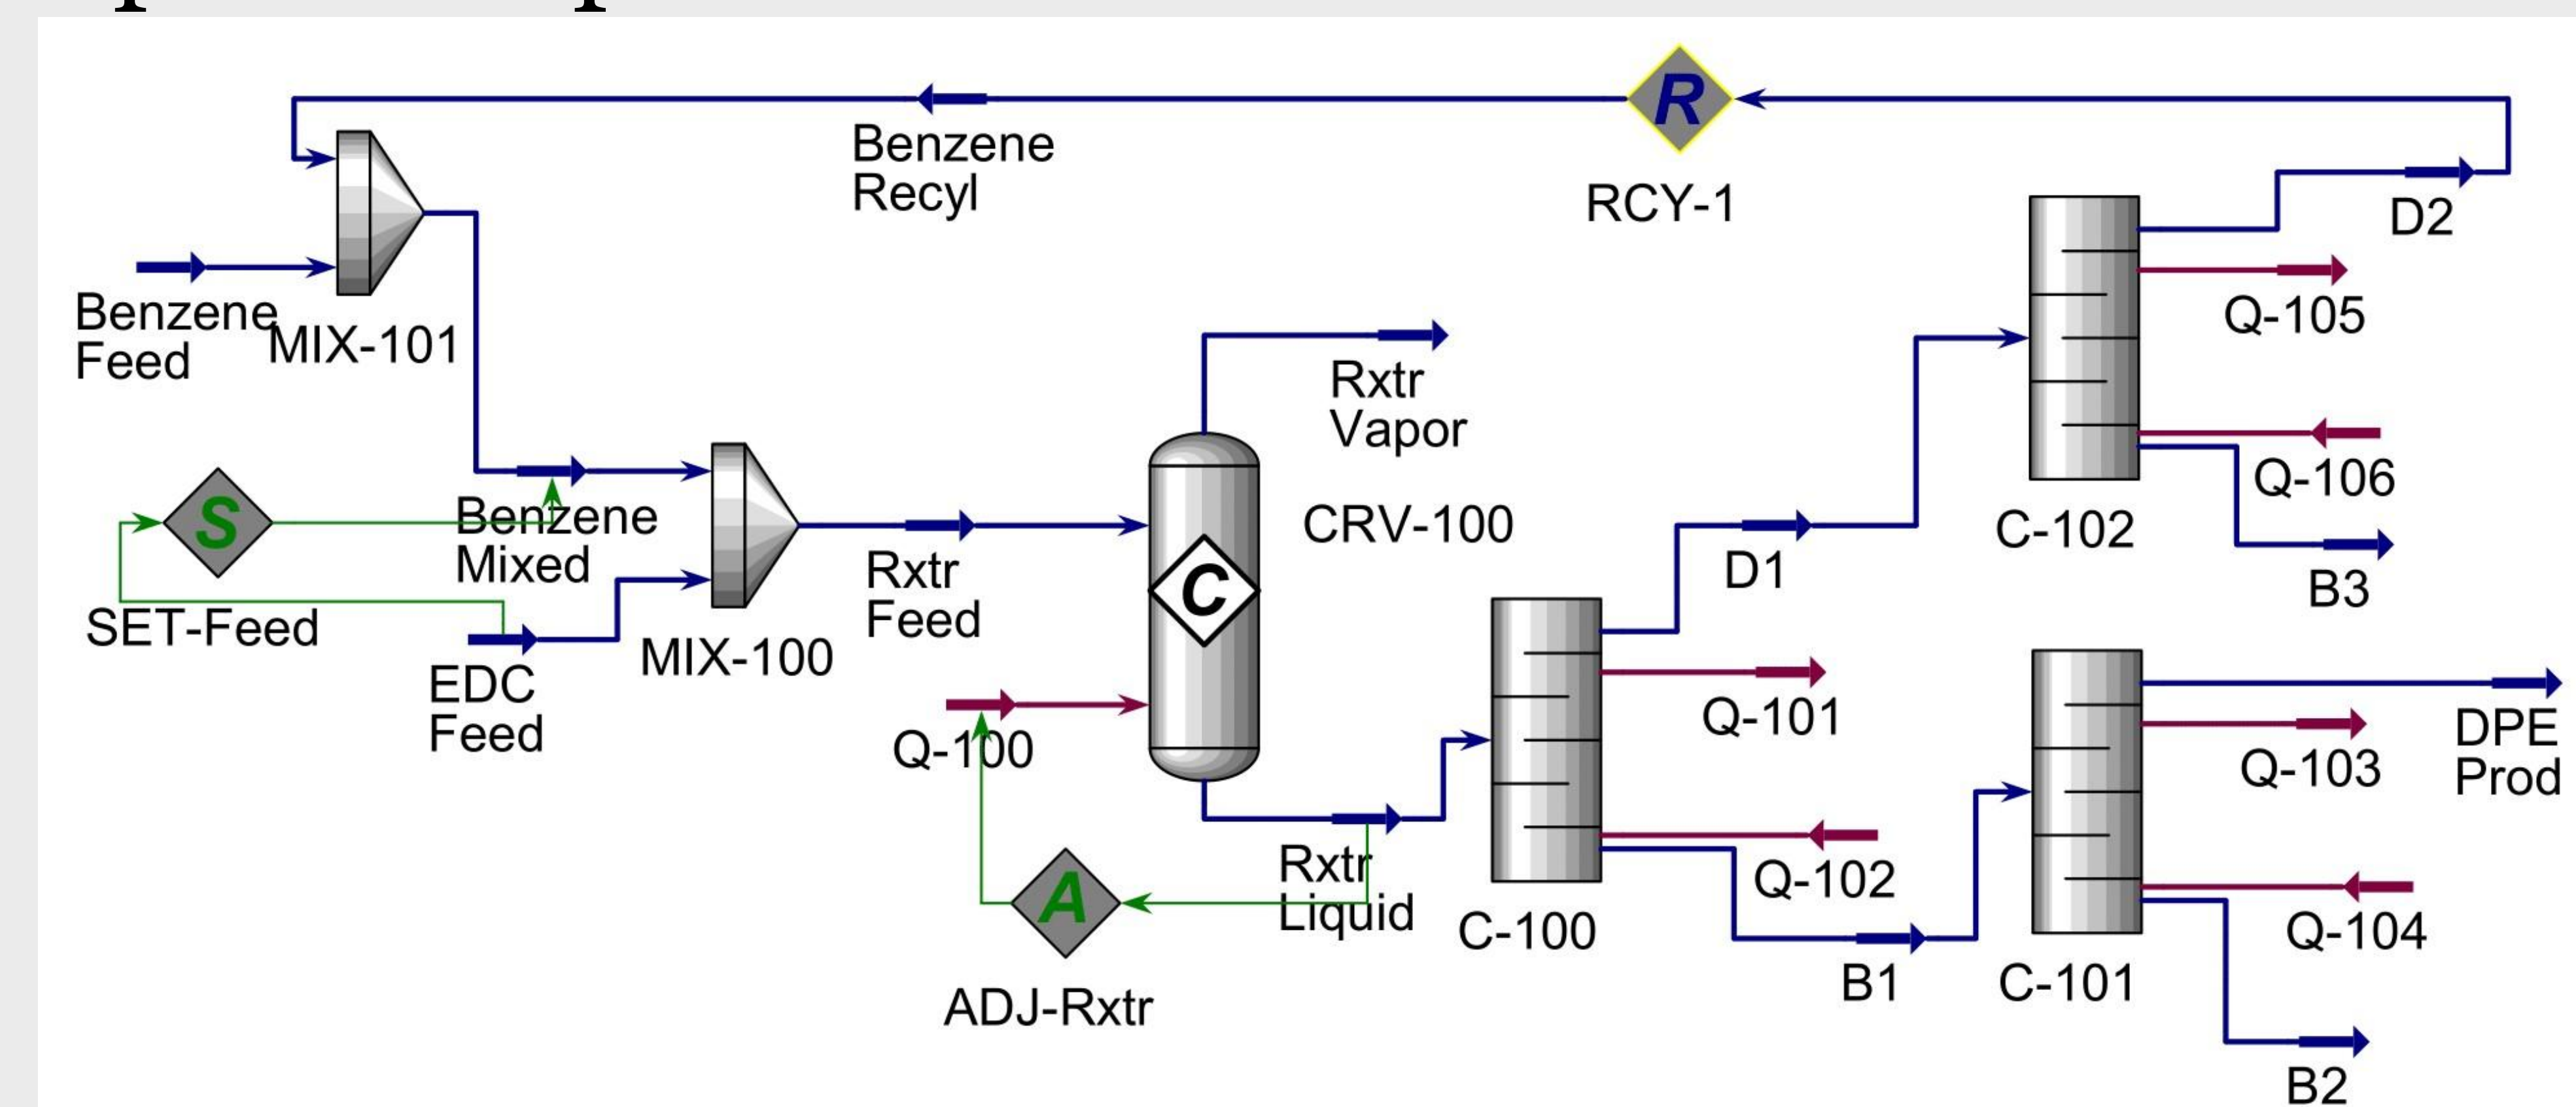 R
Benzene
Recyl
RCY-1
D2
Benzene
Feed
MIX-101
Q-105
Rxtr
Vapor
Q-106
S
Benzene
Mixed
CRV-100
C-102
SET-Feed
Rxtr
Feed
C
D1
B3
MIX-100
EDC
Feed
Q-100
Q-101
Q-103
DPE
Prod
Rxtr
Liquid
Q-102
A
C-100
Q-104
ADJ-Rxtr
B1
C-101
B2